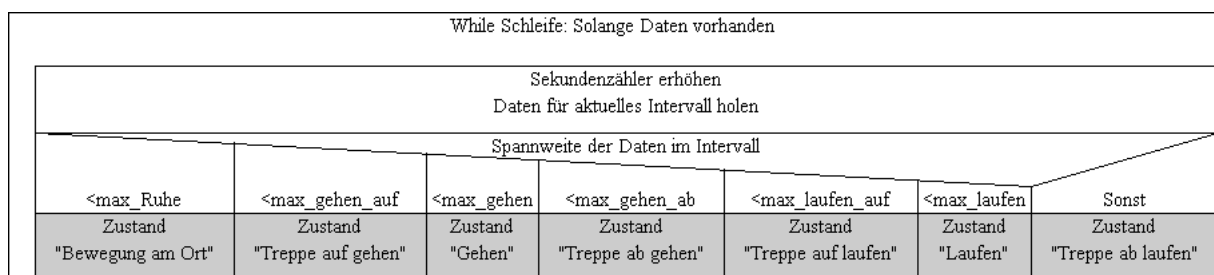 While Schleife: Solange Daten vorhanden
Sekundenzähler erhöhen
Daten für aktuelles Intervall holen
Spannweite der Daten im Intervall
<max_Ruhe <max_gehen_auf <max_gehen <max_gehen_ab <max_laufen_auf <max_laufen Sonst
Zustand Zustand Zustand Zustand Zustand Zustand Zustand
"Bewegung am Ort" "Treppe auf gehen" "Gehen" "Treppe ab gehen" "Treppe auf laufen" "Laufen" "Treppe ab laufen"